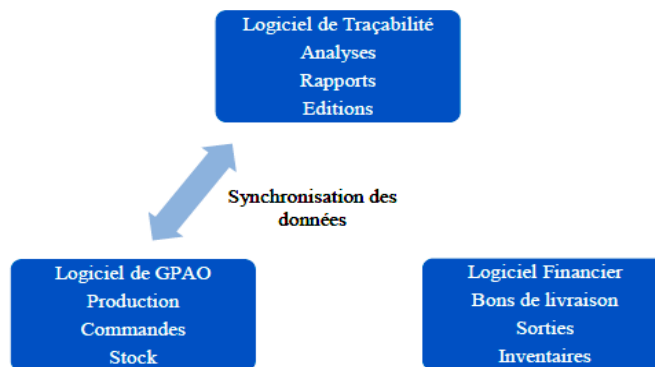 Logiciel de Traçabilité
Analyses
Rapports
Editions
Synchronisation des
données
Logiciel de GPAO
Production
Commandes
Stock
Logiciel Financier
Bons de livraison
Sorties
Inventaires